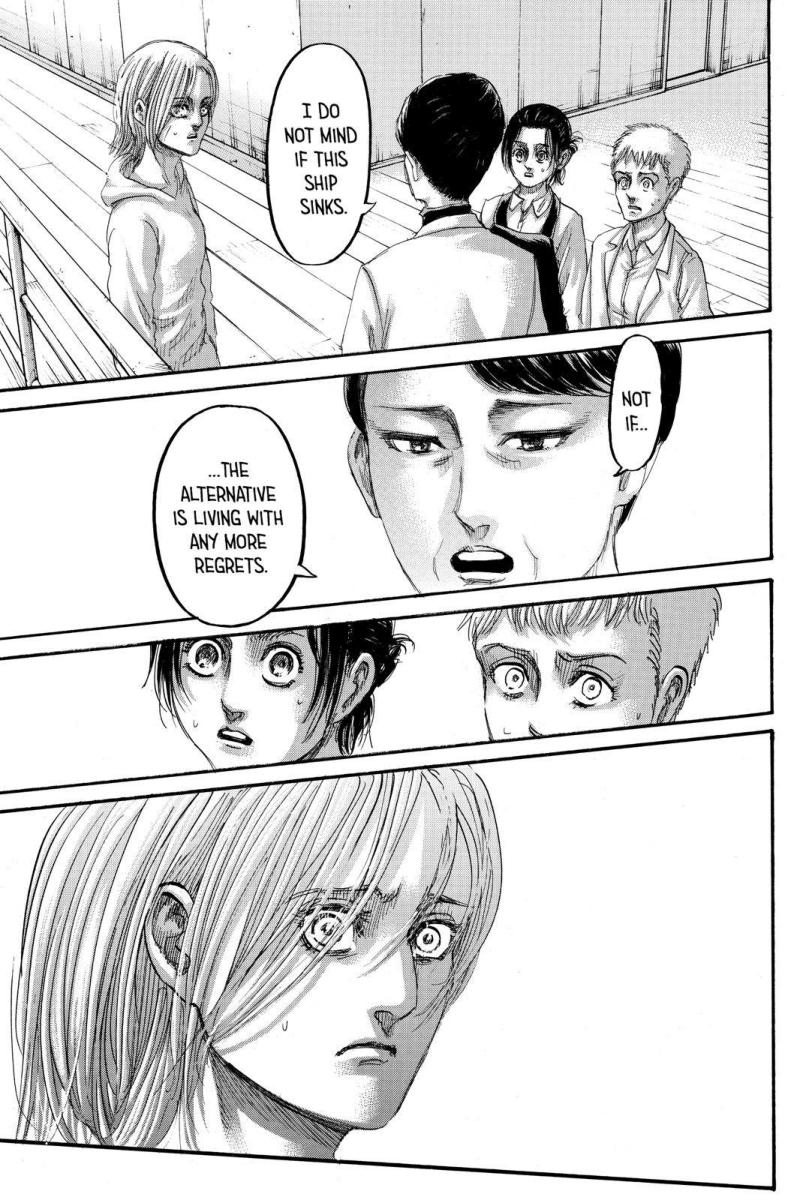 I DO
NOT MIND
IF THIS
SHIP
SINKS.
NOT
IF...
...THE
ALTERNATIVE
IS LIVING WITH
ANY MORE
REGRETS.